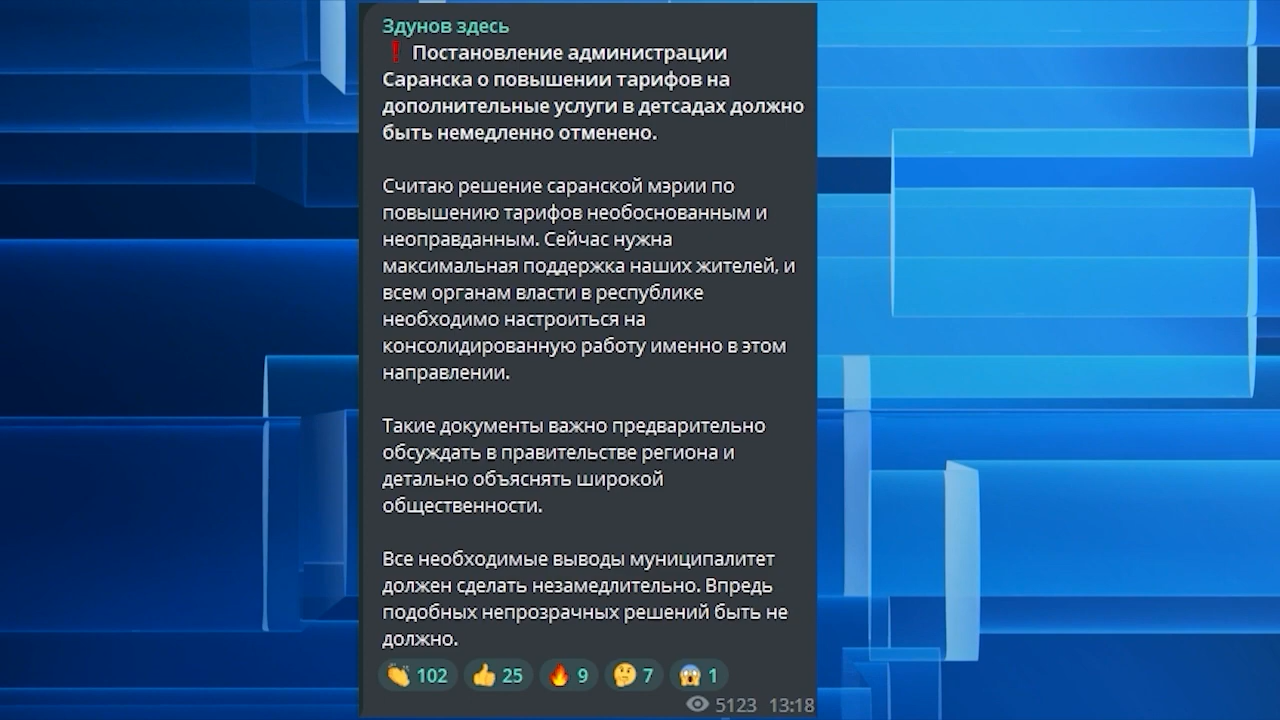 Здунов здесь
❗ Постановление администрации
Саранска о повышении тарифов на
дополнительные услуги в детсадах должно
быть немедленно отменено.
Считаю решение саранской мэрии по
повышению тарифов необоснованным и
неоправданным. Сейчас нужна
максимальная поддержка наших жителей, и
всем органам власти в республике
необходимо настроиться на
консолидированную работу именно в этом
направлении.
Такие документы важно предварительно
обсуждать в правительстве региона и
детально объяснять широкой
общественности.
Все необходимые выводы муниципалитет
должен сделать незамедлительно. Впредь
подобных непрозрачных решений быть не
должно.
👏 102 👍 25 🔥 9 🤔 7 😱 1
5123 13:18